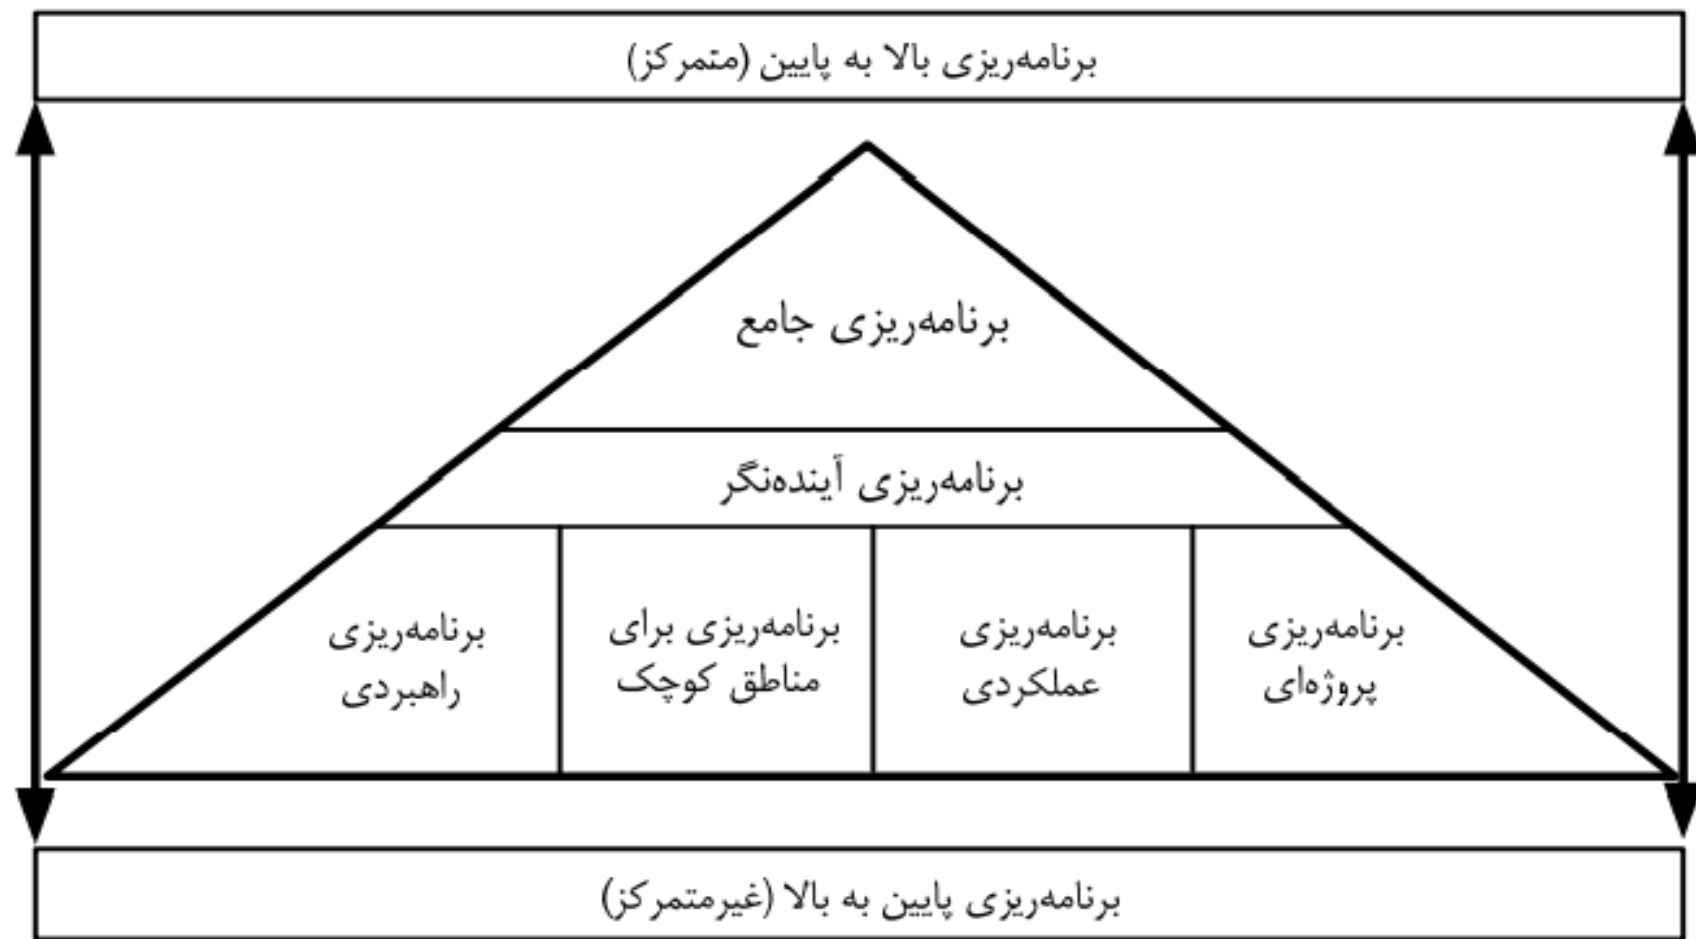 برنامه‌ریزی بالا به پایین (متمرکز)
برنامه‌ریزی جامع
برنامه‌ریزی آینده‌نگر
برنامه‌ریزی
پروژه‌ای
برنامه‌ریزی
عملکردی
برنامه‌ریزی برای
مناطق کوچک
برنامه‌ریزی
راهبردی
برنامه‌ریزی پایین به بالا (غیرمتمرکز)